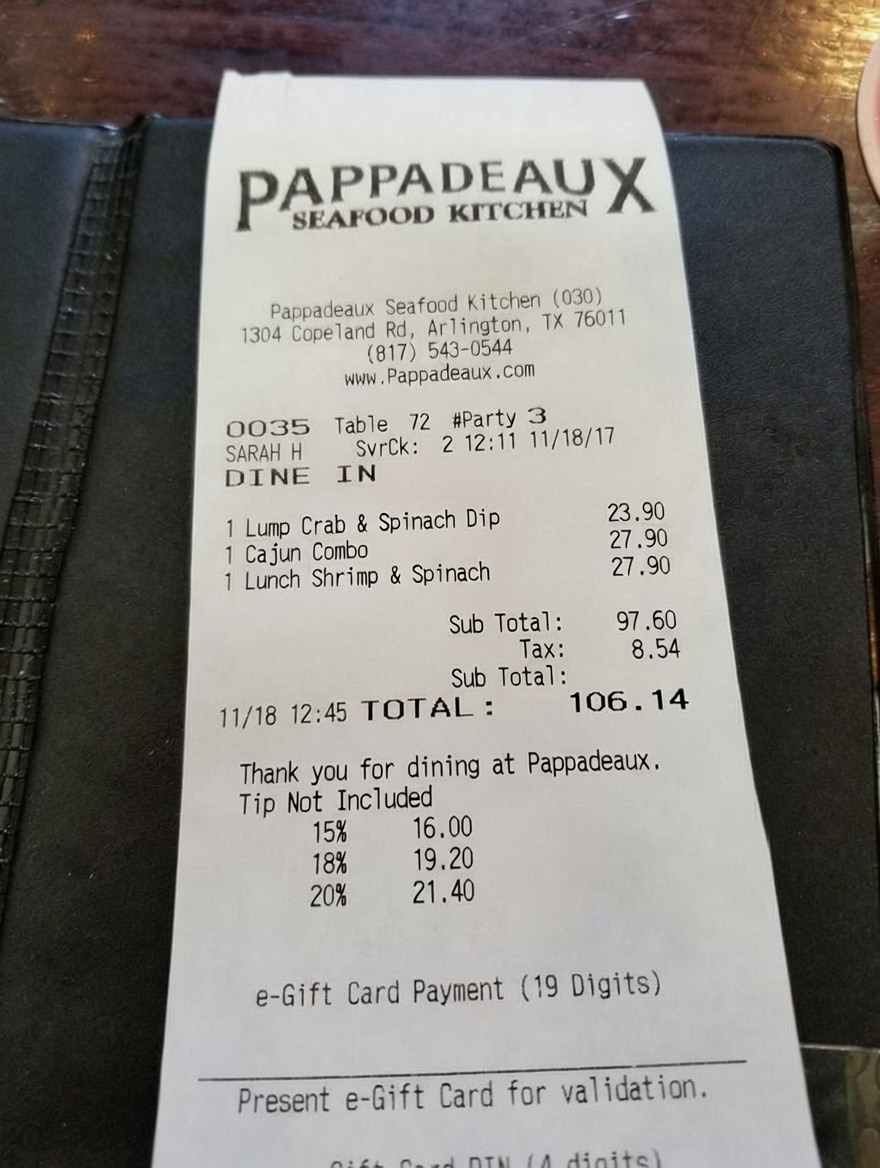 PAPPADEAUX
SEAFOOD KITCHEN
Pappadeaux Seafood Kitchen (030)
1304 Copeland Rd, Arlington, TX 76011
(817) 543-0544
www.Pappadeaux.com
0035 Table 72 #Party 3
SARAH H SvrCk: 2 12:11 11/18/17
DINE IN
1 Lump Crab & Spinach Dip 23.90
1 Cajun Combo 27.90
1 Lunch Shrimp & Spinach 27.90
Sub Total: 97.60
Tax: 8.54
Sub Total:
11/18 12:45 TOTAL: 106.14
Thank you for dining at Pappadeaux.
Tip Not Included
15% 16.00
18% 19.20
20% 21.40
e-Gift Card Payment (19 Digits)
Present e-Gift Card for validation.
Gift Card PIN (4 digits)